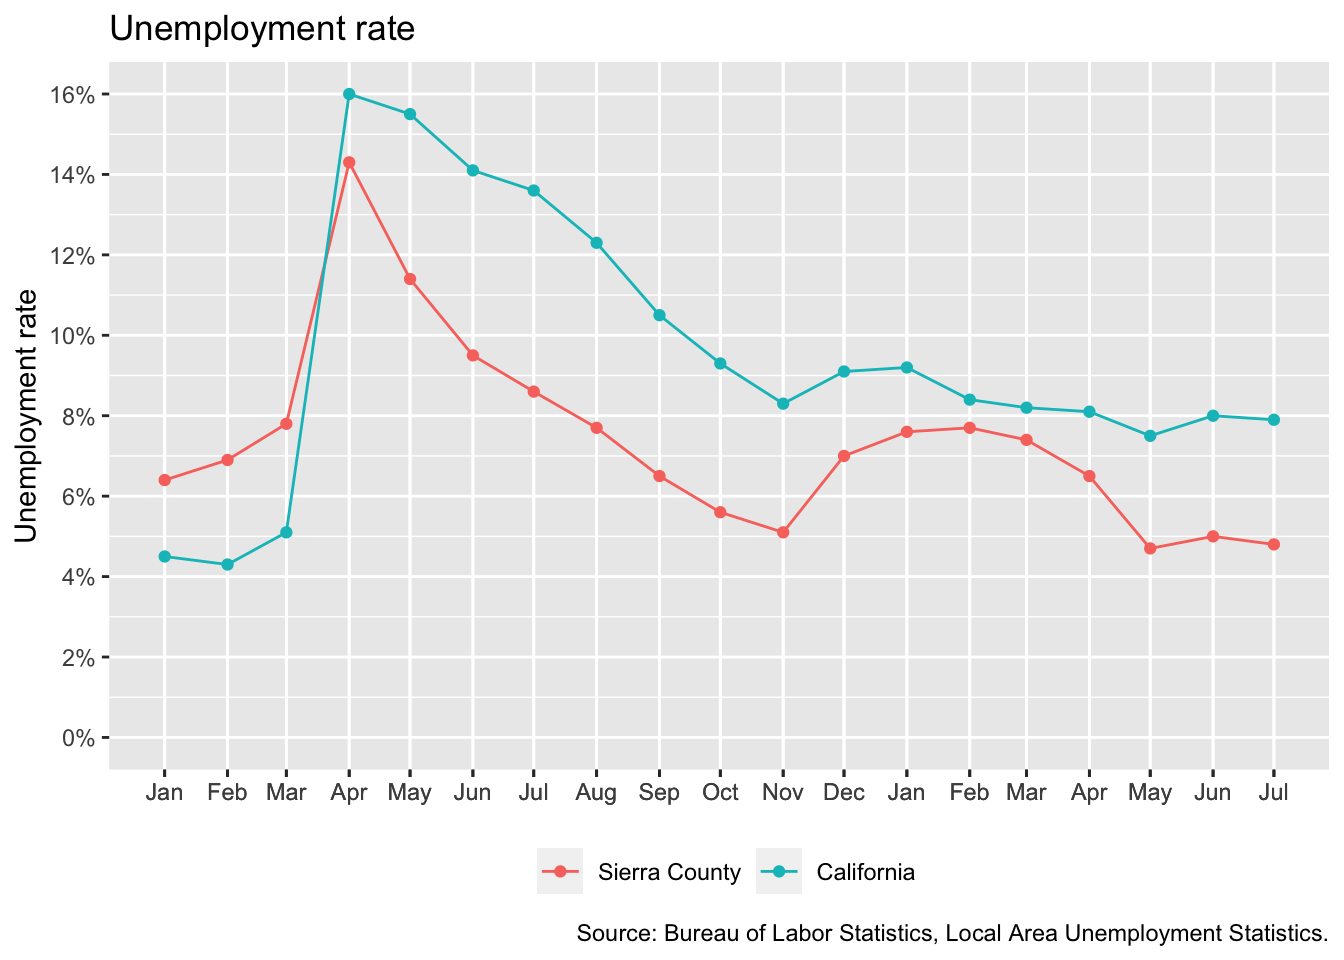 Unemployment rate
Unemployment rate
16%
14%
12%
10%
8%
6%
4%
2%
0%
Jan Feb Mar Apr May Jun Jul Aug Sep Oct Nov Dec Jan Feb Mar Apr May Jun Jul
Sierra County California
Source: Bureau of Labor Statistics, Local Area Unemployment Statistics.